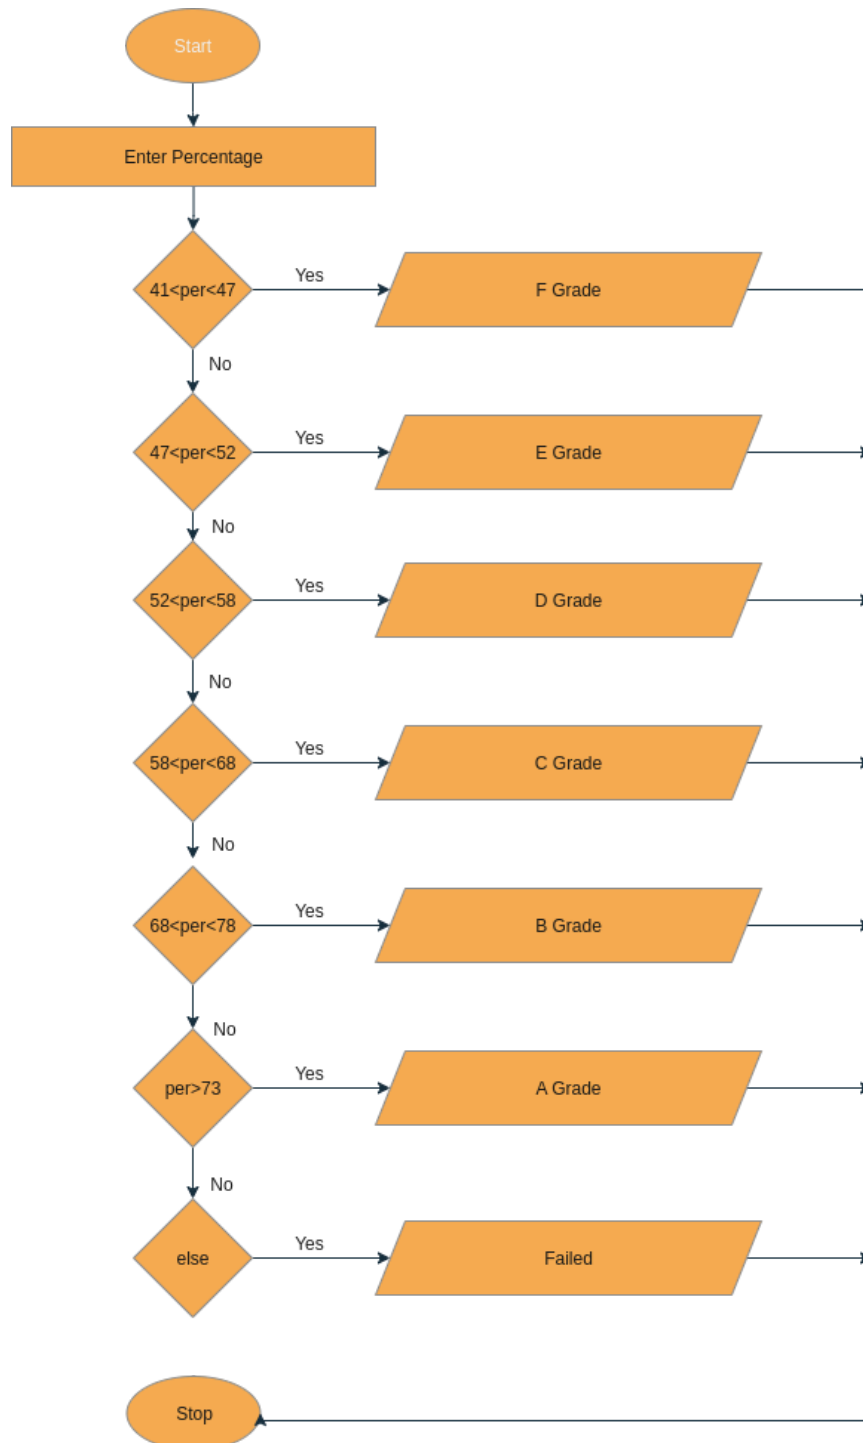 Start
Enter Percentage
41<per<47
Yes
F Grade
No
47<per<52
Yes
E Grade
No
52<per<58
Yes
D Grade
No
58<per<68
Yes
C Grade
No
68<per<78
Yes
B Grade
No
per>73
Yes
A Grade
No
else
Yes
Failed
Stop